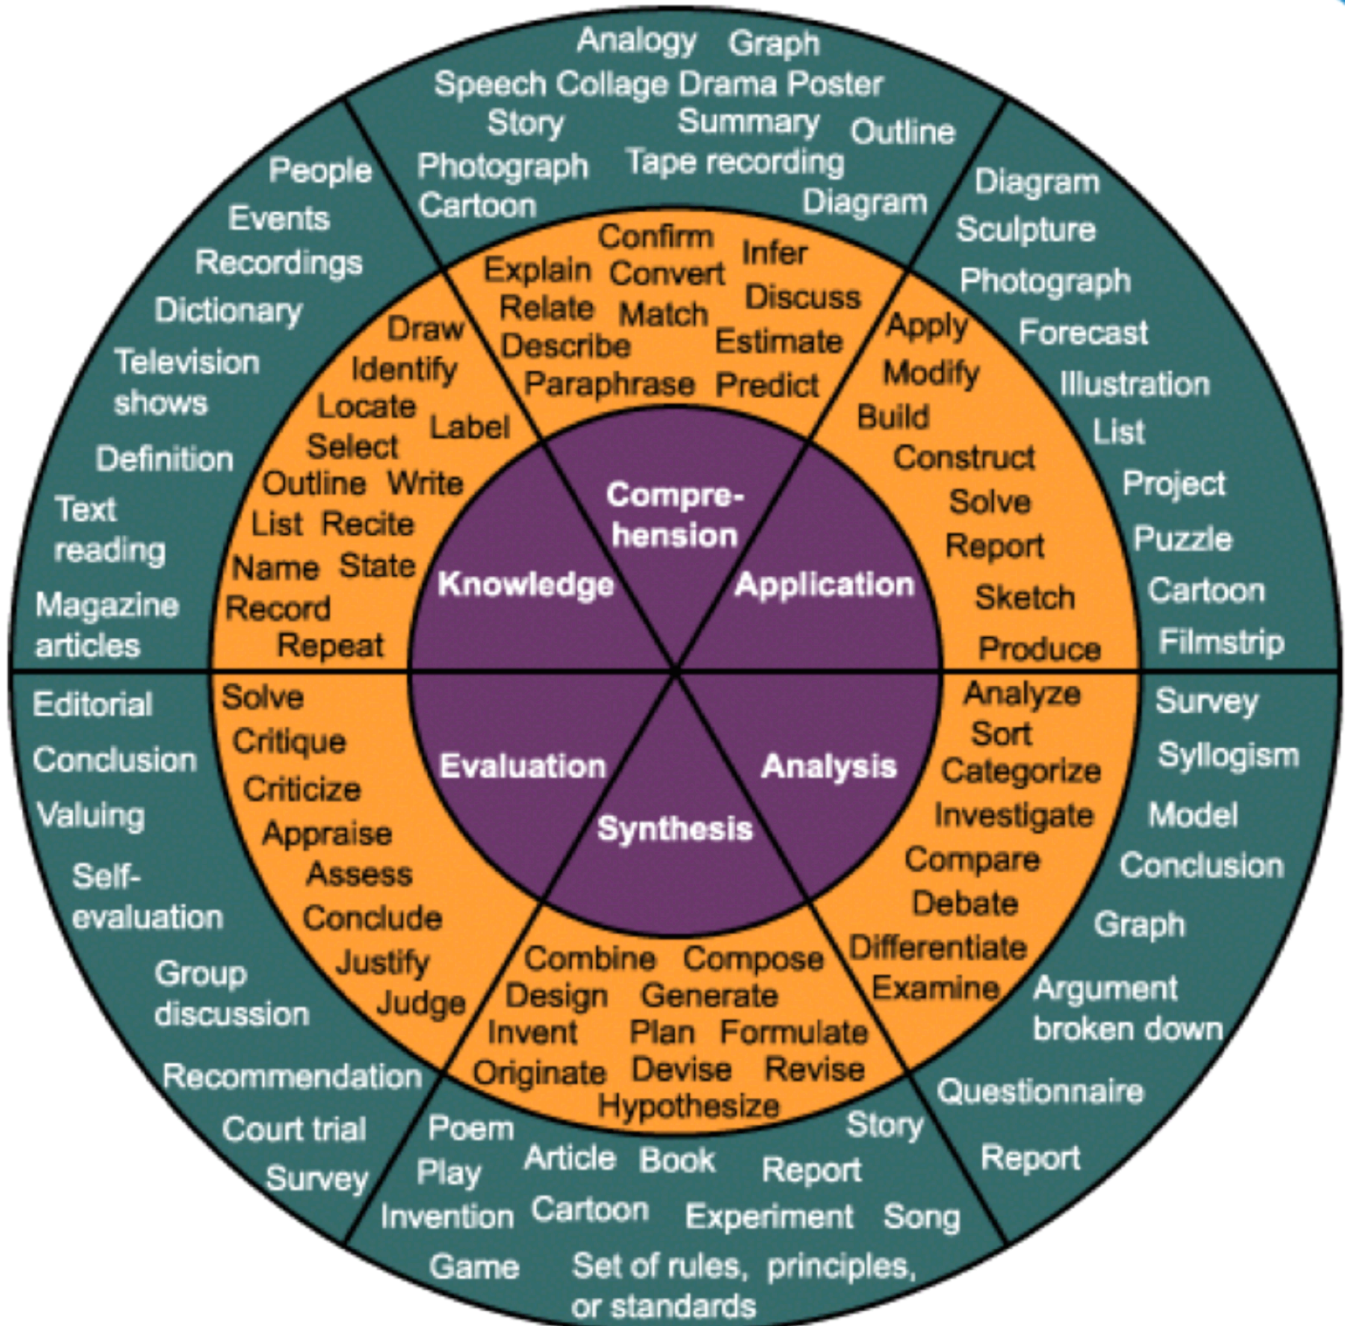 Analogy Graph
Speech Collage Drama Poster
Story Summary Outline
Photograph Tape recording
Cartoon Diagram
Confirm Infer
Explain Convert
Relate Match Discuss
Describe Estimate
Paraphrase Predict
Compre-
hension
Diagram
Sculpture
Photograph
Forecast
Illustration
List
Project
Puzzle
Cartoon
Filmstrip
Apply
Modify
Build
Construct
Solve
Report
Sketch
Produce
Application
Survey
Syllogism
Model
Conclusion
Graph
Argument
broken down
Questionnaire
Report
Analyze
Sort
Categorize
Investigate
Compare
Debate
Differentiate
Examine
Analysis
Synthesis
Combine Compose
Design Generate
Invent Plan Formulate
Originate Devise Revise
Hypothesize
Poem Story
Play Article Book Report
Invention Cartoon Experiment Song
Game Set of rules, principles,
or standards
Evaluation
Solve
Critique
Criticize
Appraise
Assess
Conclude
Justify
Judge
Editorial
Conclusion
Valuing
Self-
evaluation
Group
discussion
Recommendation
Court trial
Survey
Knowledge
Draw
Identify
Locate
Label
Select
Outline Write
List Recite
Name State
Record
Repeat
People
Events
Recordings
Dictionary
Television
shows
Definition
Text
reading
Magazine
articles